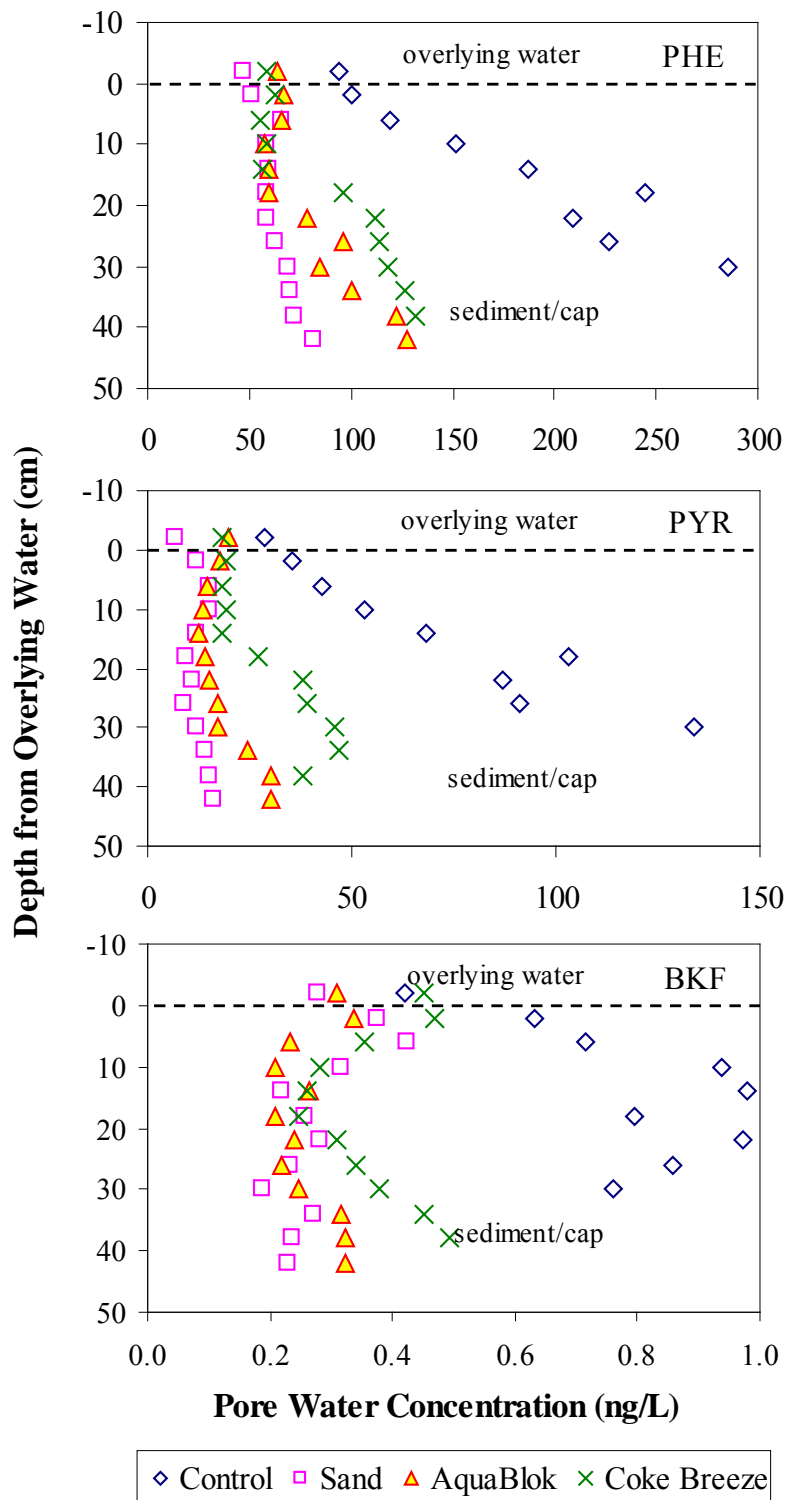 -10
0
10
20
30
40
50
overlying water
PHE
sediment/cap
0 50 100 150 200 250 300
-10
0
10
20
30
40
50
overlying water
PYR
sediment/cap
0 50 100 150
-10
0
10
20
30
40
50
overlying water
BKF
sediment/cap
0.0 0.2 0.4 0.6 0.8 1.0
Depth from Overlying Water (cm)
Pore Water Concentration (ng/L)
Control Sand AquaBlok Coke Breeze